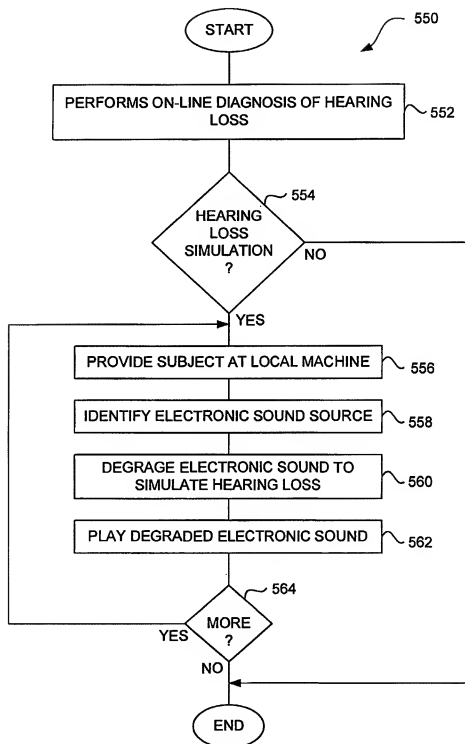 START
550
PERFORMS ON-LINE DIAGNOSIS OF HEARING
LOSS
552
554
HEARING
LOSS
SIMULATION
?
NO
YES
PROVIDE SUBJECT AT LOCAL MACHINE
556
IDENTIFY ELECTRONIC SOUND SOURCE
558
DEGRAGE ELECTRONIC SOUND TO
SIMULATE HEARING LOSS
560
PLAY DEGRADED ELECTRONIC SOUND
562
564
MORE
?
YES
NO
END